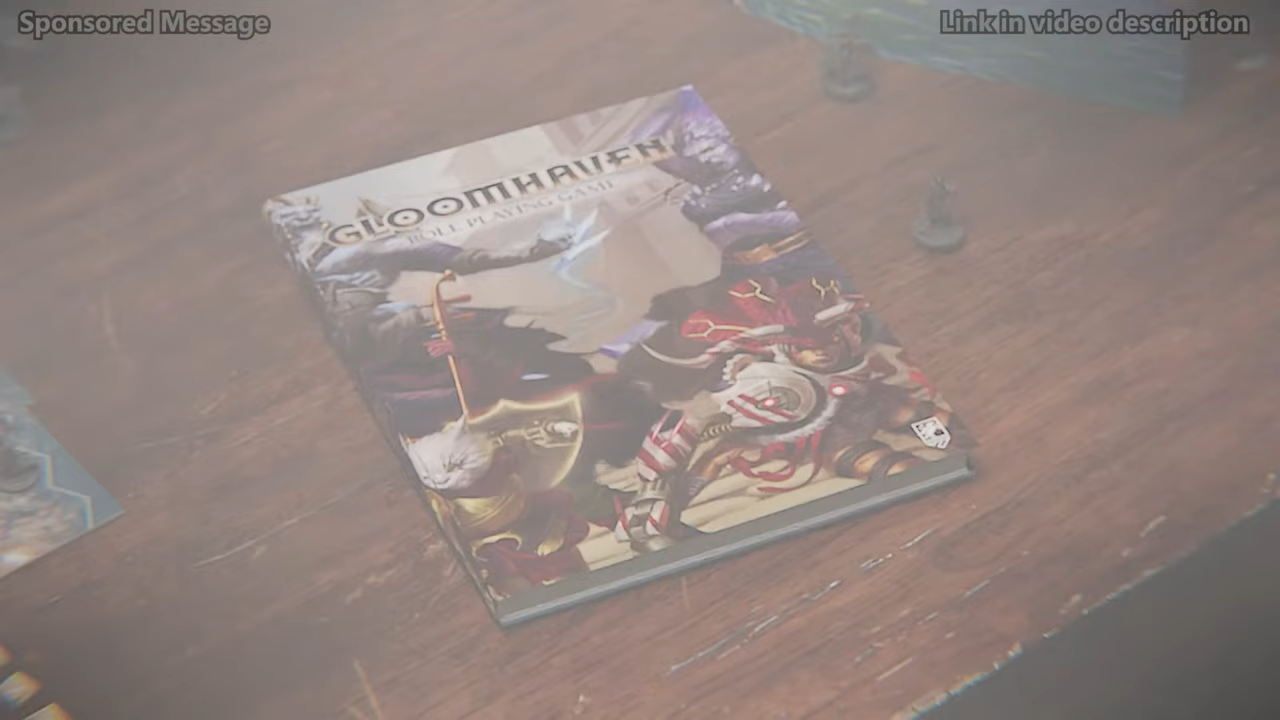 Sponsored Message
Link in video description
GLOOMHAVEN
ROLE PLAYING GAME